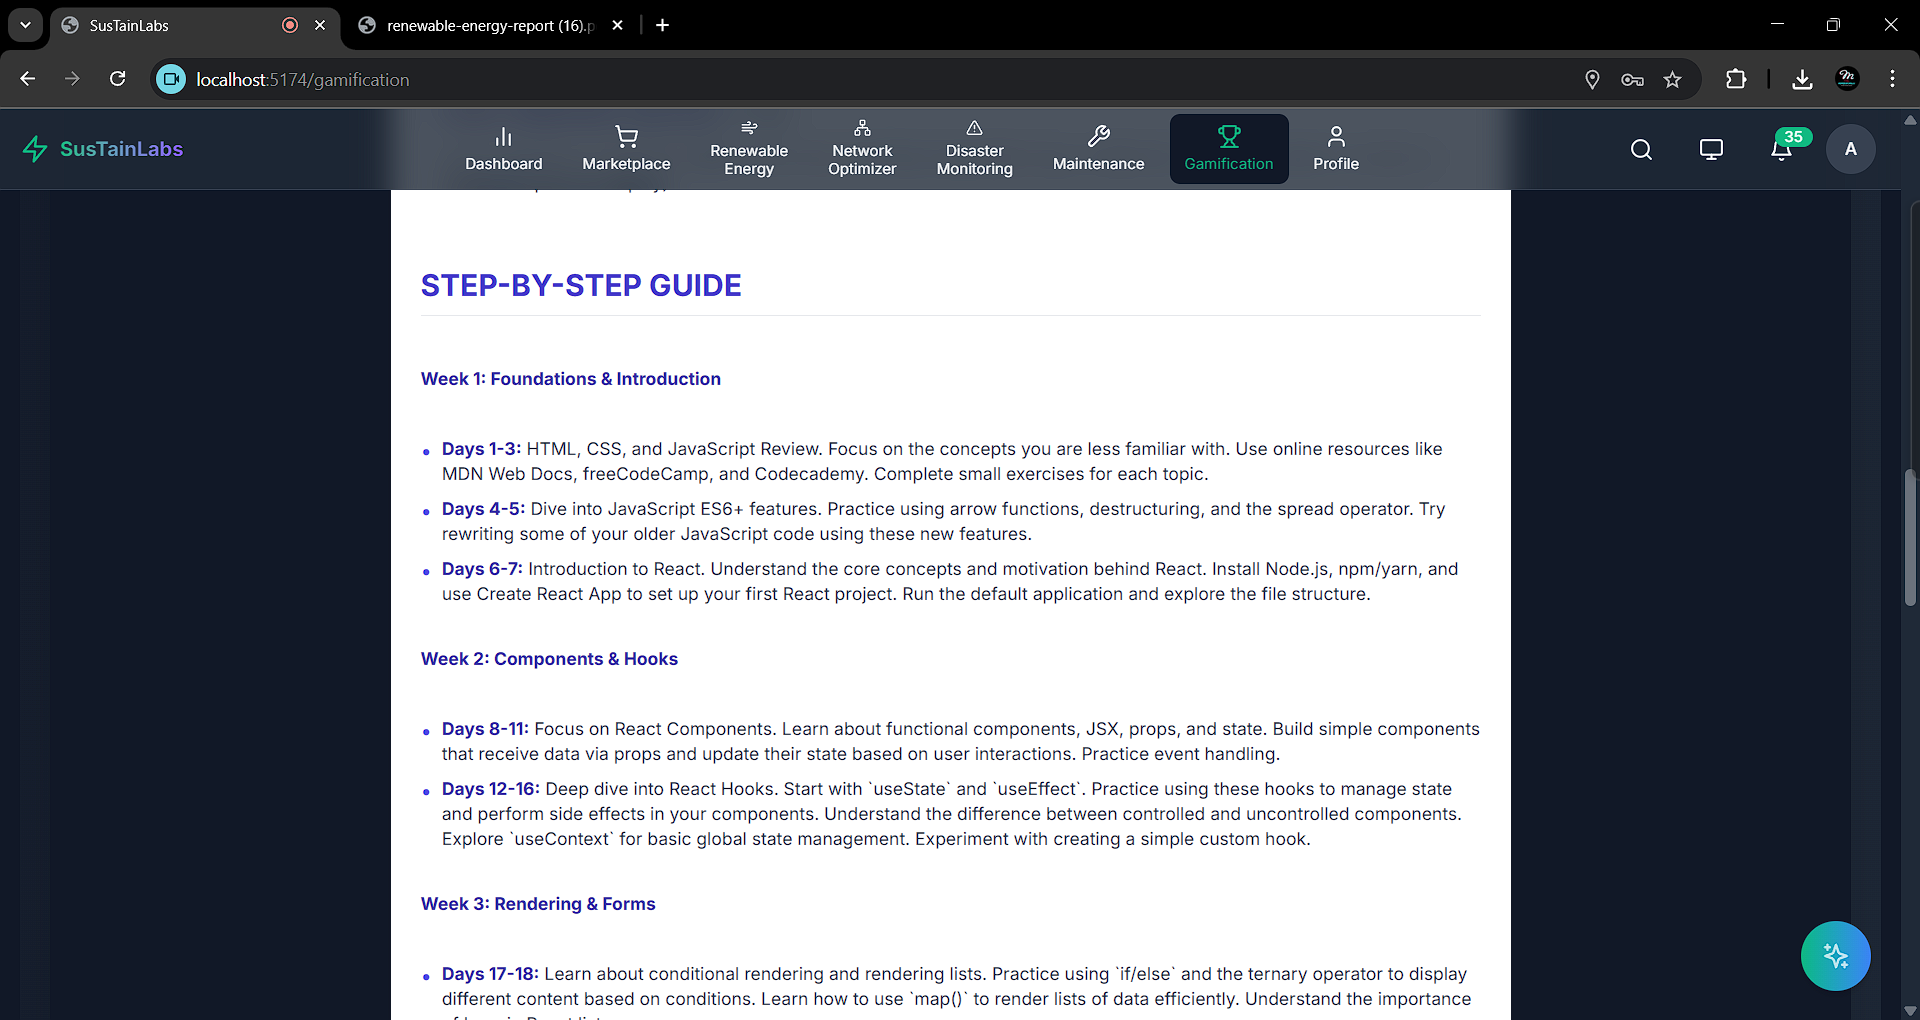 SusTainLabs
renewable-energy-report (16).p
localhost:5174/gamification
SusTainLabs
Dashboard
Marketplace
Renewable
Energy
Network
Optimizer
Disaster
Monitoring
Maintenance
Gamification
Profile
35
A
STEP-BY-STEP GUIDE
Week 1: Foundations & Introduction
• Days 1-3: HTML, CSS, and JavaScript Review. Focus on the concepts you are less familiar with. Use online resources like
MDN Web Docs, freeCodeCamp, and Codecademy. Complete small exercises for each topic.
• Days 4-5: Dive into JavaScript ES6+ features. Practice using arrow functions, destructuring, and the spread operator. Try
rewriting some of your older JavaScript code using these new features.
• Days 6-7: Introduction to React. Understand the core concepts and motivation behind React. Install Node.js, npm/yarn, and
use Create React App to set up your first React project. Run the default application and explore the file structure.
Week 2: Components & Hooks
• Days 8-11: Focus on React Components. Learn about functional components, JSX, props, and state. Build simple components
that receive data via props and update their state based on user interactions. Practice event handling.
• Days 12-16: Deep dive into React Hooks. Start with `useState` and `useEffect`. Practice using these hooks to manage state
and perform side effects in your components. Understand the difference between controlled and uncontrolled components.
Explore `useContext` for basic global state management. Experiment with creating a simple custom hook.
Week 3: Rendering & Forms
• Days 17-18: Learn about conditional rendering and rendering lists. Practice using `if/else` and the ternary operator to display
different content based on conditions. Learn how to use `map()` to render lists of data efficiently. Understand the importance